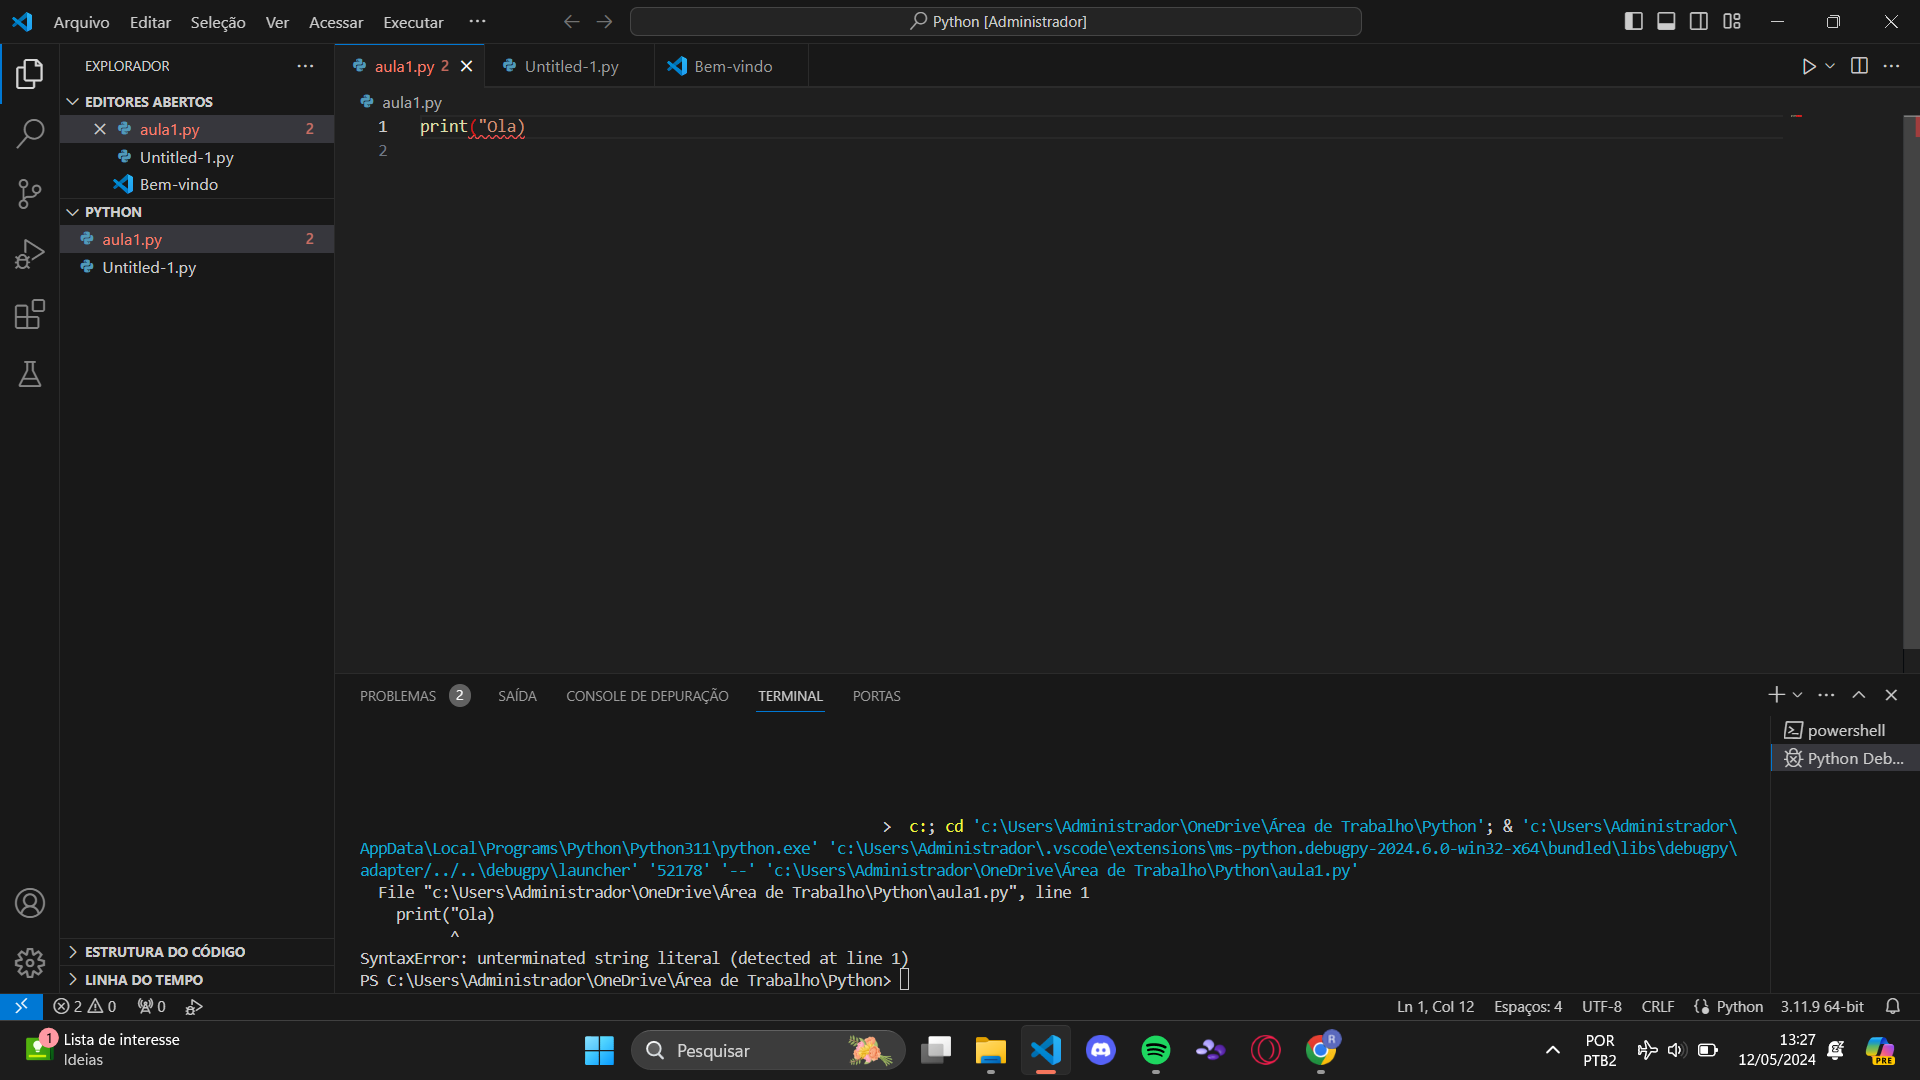 Arquivo Editar Seleção Ver Acessar Executar ··· Python [Administrador]
EXPLORADOR ···
aula1.py 2 Untitled-1.py Bem-vindo
EDITORES ABERTOS
aula1.py 2
Untitled-1.py
Bem-vindo
PYTHON
aula1.py 2
Untitled-1.py
ESTRUTURA DO CÓDIGO
LINHA DO TEMPO
aula1.py
1 print("Ola)
2
PROBLEMAS 2 SAÍDA CONSOLE DE DEPURAÇÃO TERMINAL PORTAS
powershell
Python Deb...
> c:; cd 'c:\Users\Administrador\OneDrive\Área de Trabalho\Python'; & 'c:\Users\Administrador\
AppData\Local\Programs\Python\Python311\python.exe' 'c:\Users\Administrador\.vscode\extensions\ms-python.debugpy-2024.6.0-win32-x64\bundled\libs\debugpy\
adapter/../..\debugpy\launcher' '52178' '--' 'c:\Users\Administrador\OneDrive\Área de Trabalho\Python\aula1.py'
File "c:\Users\Administrador\OneDrive\Área de Trabalho\Python\aula1.py", line 1
print("Ola)
^
SyntaxError: unterminated string literal (detected at line 1)
PS C:\Users\Administrador\OneDrive\Área de Trabalho\Python>
2 0 0 Ln 1, Col 12 Espaços: 4 UTF-8 CRLF Python 3.11.9 64-bit
1 Lista de interesse
Ideias
Pesquisar
R
POR
PTB2
13:27
12/05/2024
PRE